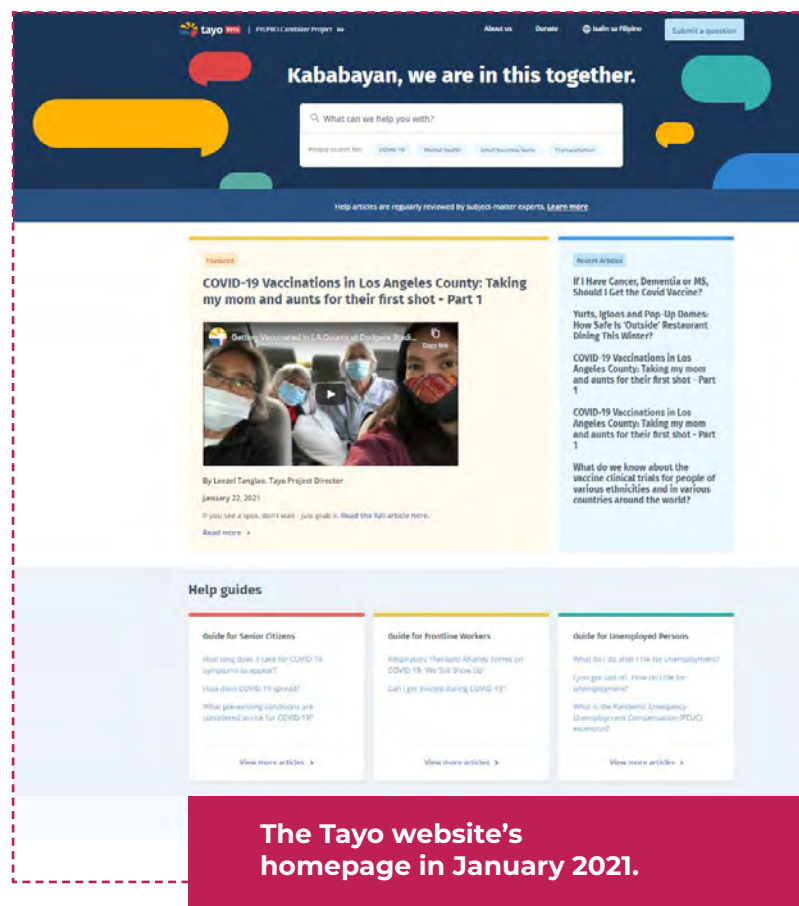 tayo BETA | FYLPRO Caretaker Project
About us
Donate
Isalin sa Filipino
Submit a question
Kababayan, we are in this together.
What can we help you with?
People search for:
COVID-19
Mental health
Small business loans
Transportation
Help articles are regularly reviewed by subject-matter experts. Learn more
Featured
COVID-19 Vaccinations in Los Angeles County: Taking
my mom and aunts for their first shot - Part 1
Getting Vaccinated in LA County at Dodgers Stadi...
Copy link
By Leezel Tanglao, Tayo Project Director
January 22, 2021
If you see a spot, don't wait - just grab it. Read the full article here.
Read more >
Recent Articles
If I Have Cancer, Dementia or MS,
Should I Get the Covid Vaccine?
Yurts, Igloos and Pop-Up Domes:
How Safe Is 'Outside' Restaurant
Dining This Winter?
COVID-19 Vaccinations in Los
Angeles County: Taking my mom
and aunts for their first shot - Part
1
COVID-19 Vaccinations in Los
Angeles County: Taking my mom
and aunts for their first shot - Part
1
What do we know about the
vaccine clinical trials for people of
various ethnicities and in various
countries around the world?
Help guides
Guide for Senior Citizens
How long does it take for COVID-19
symptoms to appear?
How does COVID-19 spread?
What pre-existing conditions are
considered at risk for COVID-19?
View more articles >
Guide for Frontline Workers
Respiratory Therapist Rhandy Torres on
COVID-19: 'We Still Show Up'
Can I get evicted during COVID-19?
View more articles >
Guide for Unemployed Persons
What do I do after I file for unemployment?
I just got laid off. How do I file for
unemployment?
What is the Pandemic Emergency
Unemployment Compensation (PEUC)
extension?
View more articles >
The Tayo website's
homepage in January 2021.